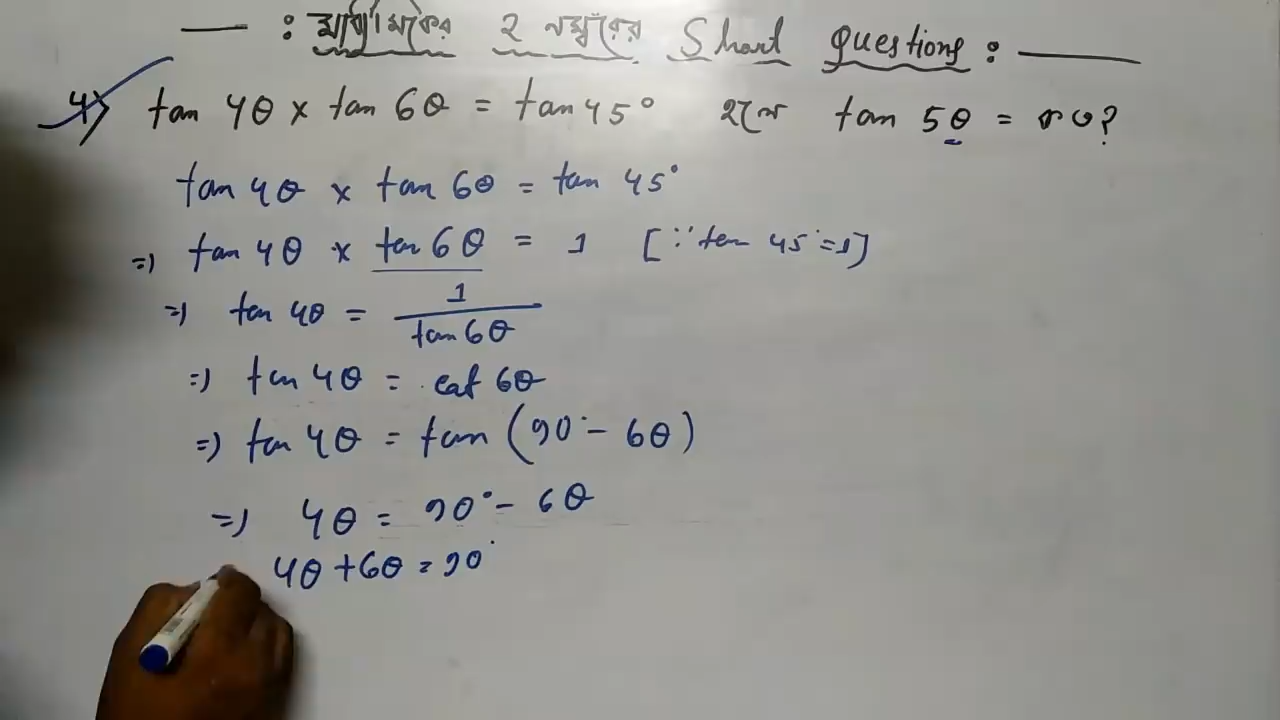 : মাধ্যমিকের 2 নম্বরের Short Questions :
4) tan 4θ × tan 6θ = tan 45° হলে tan 5θ = কত?
tan 4θ × tan 6θ = tan 45°
⇒ tan 4θ × tan 6θ = 1 [∵ tan 45° = 1]
⇒ tan 4θ = 1/tan 6θ
⇒ tan 4θ = cot 6θ
⇒ tan 4θ = tan (90° - 6θ)
⇒ 4θ = 90° - 6θ
4θ + 6θ = 90°